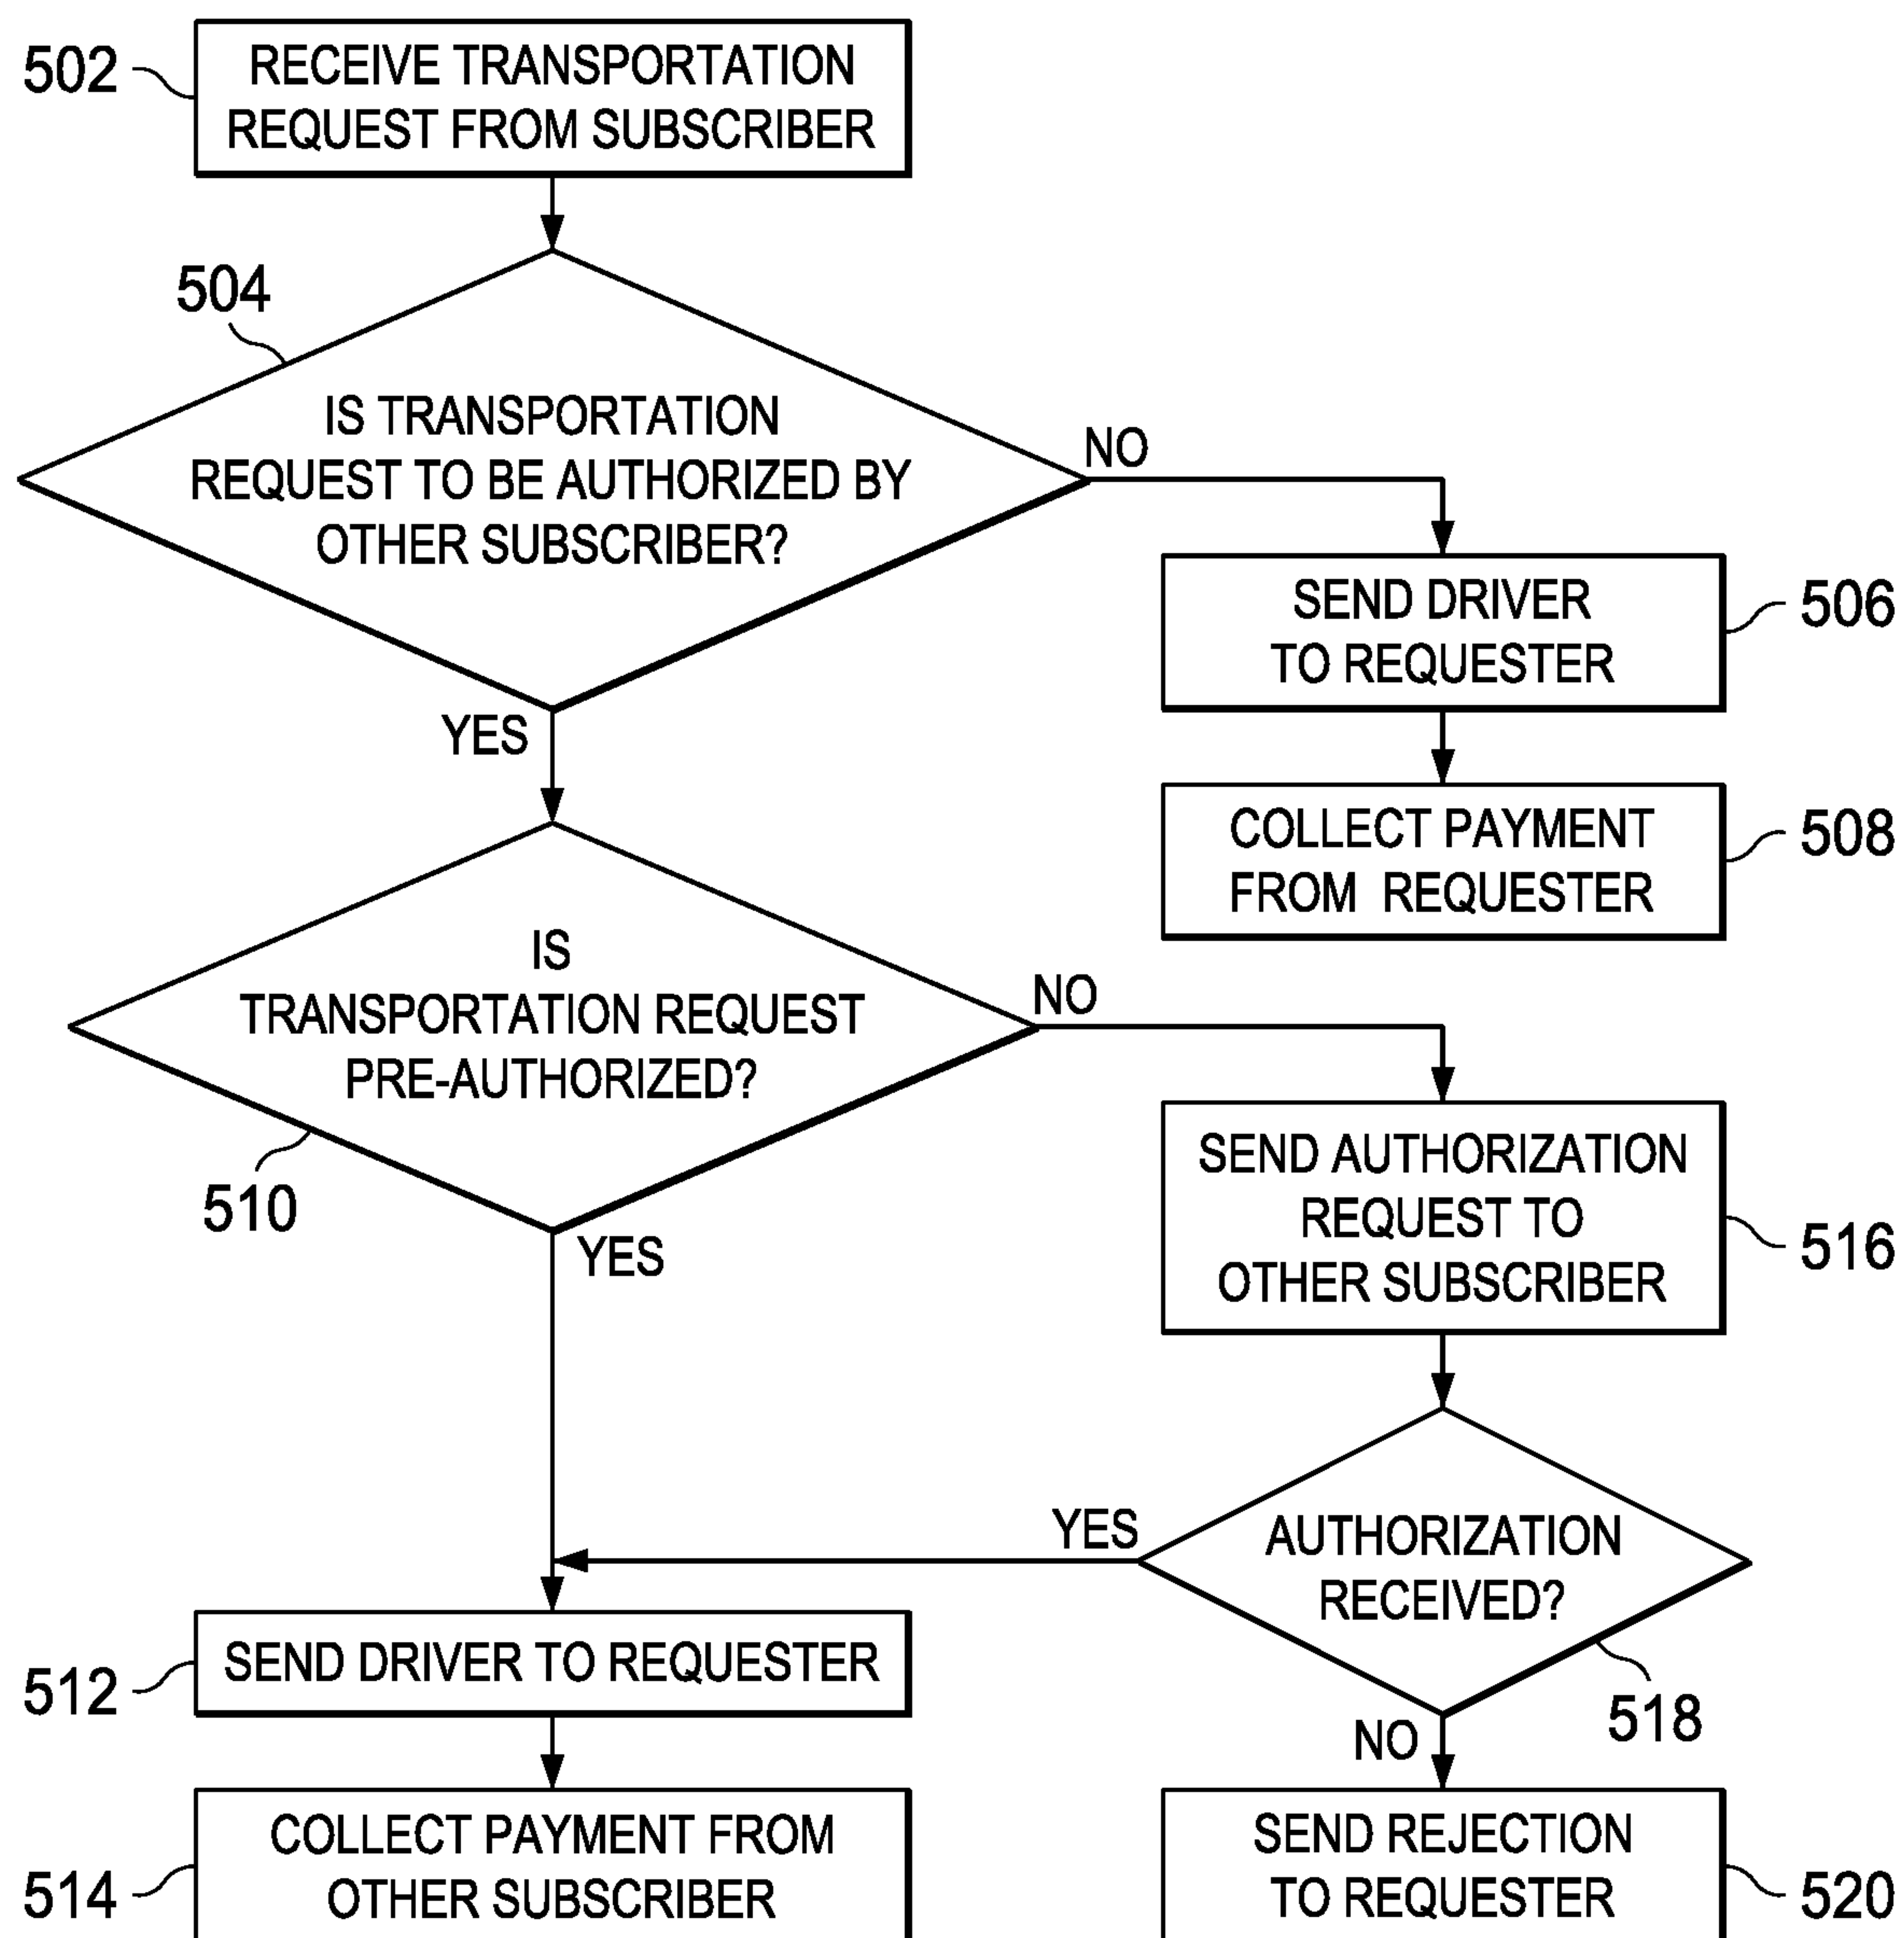 502
RECEIVE TRANSPORTATION
REQUEST FROM SUBSCRIBER
504
IS TRANSPORTATION
REQUEST TO BE AUTHORIZED BY
OTHER SUBSCRIBER?
NO
YES
SEND DRIVER
TO REQUESTER
506
COLLECT PAYMENT
FROM REQUESTER
508
IS
TRANSPORTATION REQUEST
PRE-AUTHORIZED?
510
NO
YES
SEND AUTHORIZATION
REQUEST TO
OTHER SUBSCRIBER
516
AUTHORIZATION
RECEIVED?
518
YES
NO
512
SEND DRIVER TO REQUESTER
514
COLLECT PAYMENT FROM
OTHER SUBSCRIBER
SEND REJECTION
TO REQUESTER
520